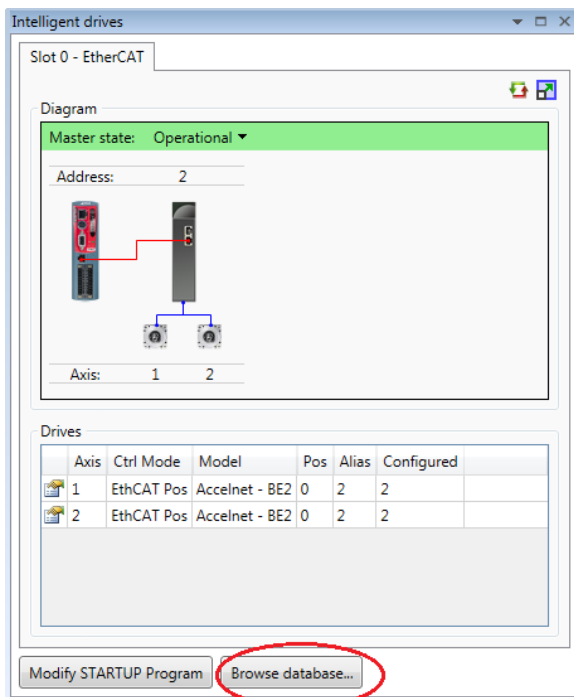 Intelligent drives
Slot 0 - EtherCAT
Diagram
Master state: Operational
Address: 2
Axis: 1 2
Drives
Axis Ctrl Mode Model Pos Alias Configured
1 EthCAT Pos Accelnet - BE2 0 2 2
2 EthCAT Pos Accelnet - BE2 0 2 2
Modify STARTUP Program Browse database...